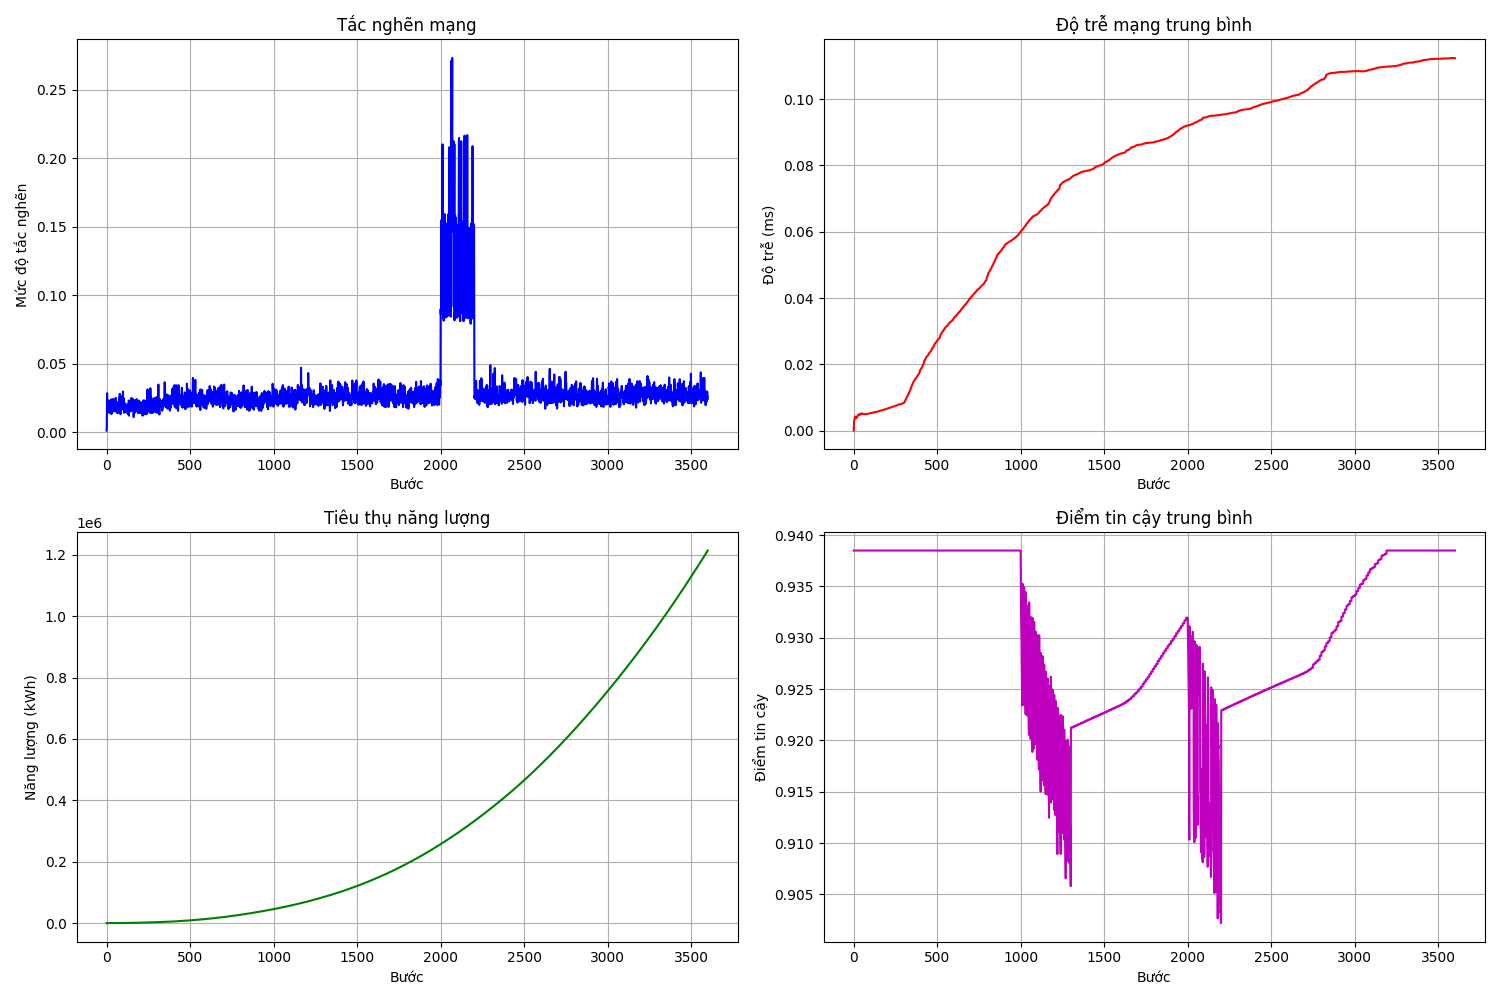 Tắc nghẽn mạng
Mức độ tắc nghẽn
0.25
0.20
0.15
0.10
0.05
0.00
0 500 1000 1500 2000 2500 3000 3500
Bước
Độ trễ mạng trung bình
Độ trễ (ms)
0.10
0.08
0.06
0.04
0.02
0.00
0 500 1000 1500 2000 2500 3000 3500
Bước
Tiêu thụ năng lượng
1e6
Năng lượng (kWh)
1.2
1.0
0.8
0.6
0.4
0.2
0.0
0 500 1000 1500 2000 2500 3000 3500
Bước
Điểm tin cậy trung bình
Điểm tin cậy
0.940
0.935
0.930
0.925
0.920
0.915
0.910
0.905
0 500 1000 1500 2000 2500 3000 3500
Bước